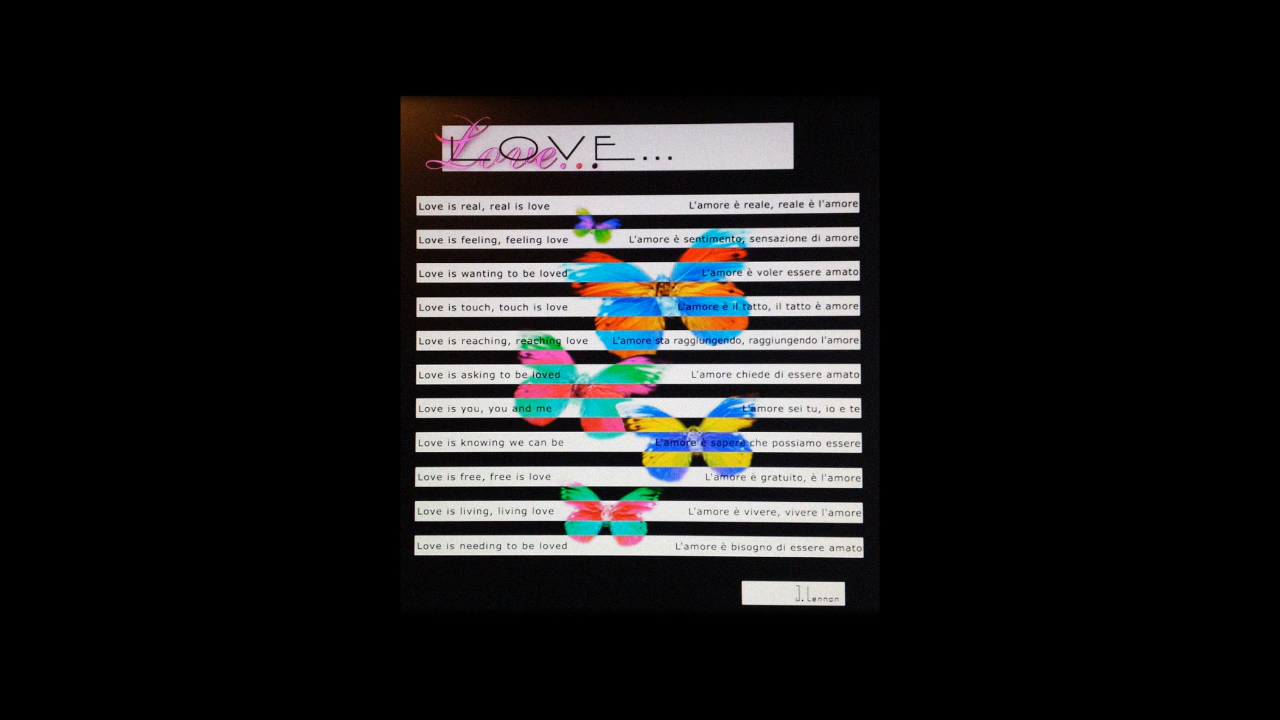 Love...
LOVE...
Love is real, real is love L'amore è reale, reale è l'amore
Love is feeling, feeling love L'amore è sentimento, sensazione di amore
Love is wanting to be loved L'amore è voler essere amato
Love is touch, touch is love L'amore è il tatto, il tatto è amore
Love is reaching, reaching love L'amore sta raggiungendo, raggiungendo l'amore
Love is asking to be loved L'amore chiede di essere amato
Love is you, you and me L'amore sei tu, io e te
Love is knowing we can be L'amore è sapere che possiamo essere
Love is free, free is love L'amore è gratuito, è l'amore
Love is living, living love L'amore è vivere, vivere l'amore
Love is needing to be loved L'amore è bisogno di essere amato
J. Lennon